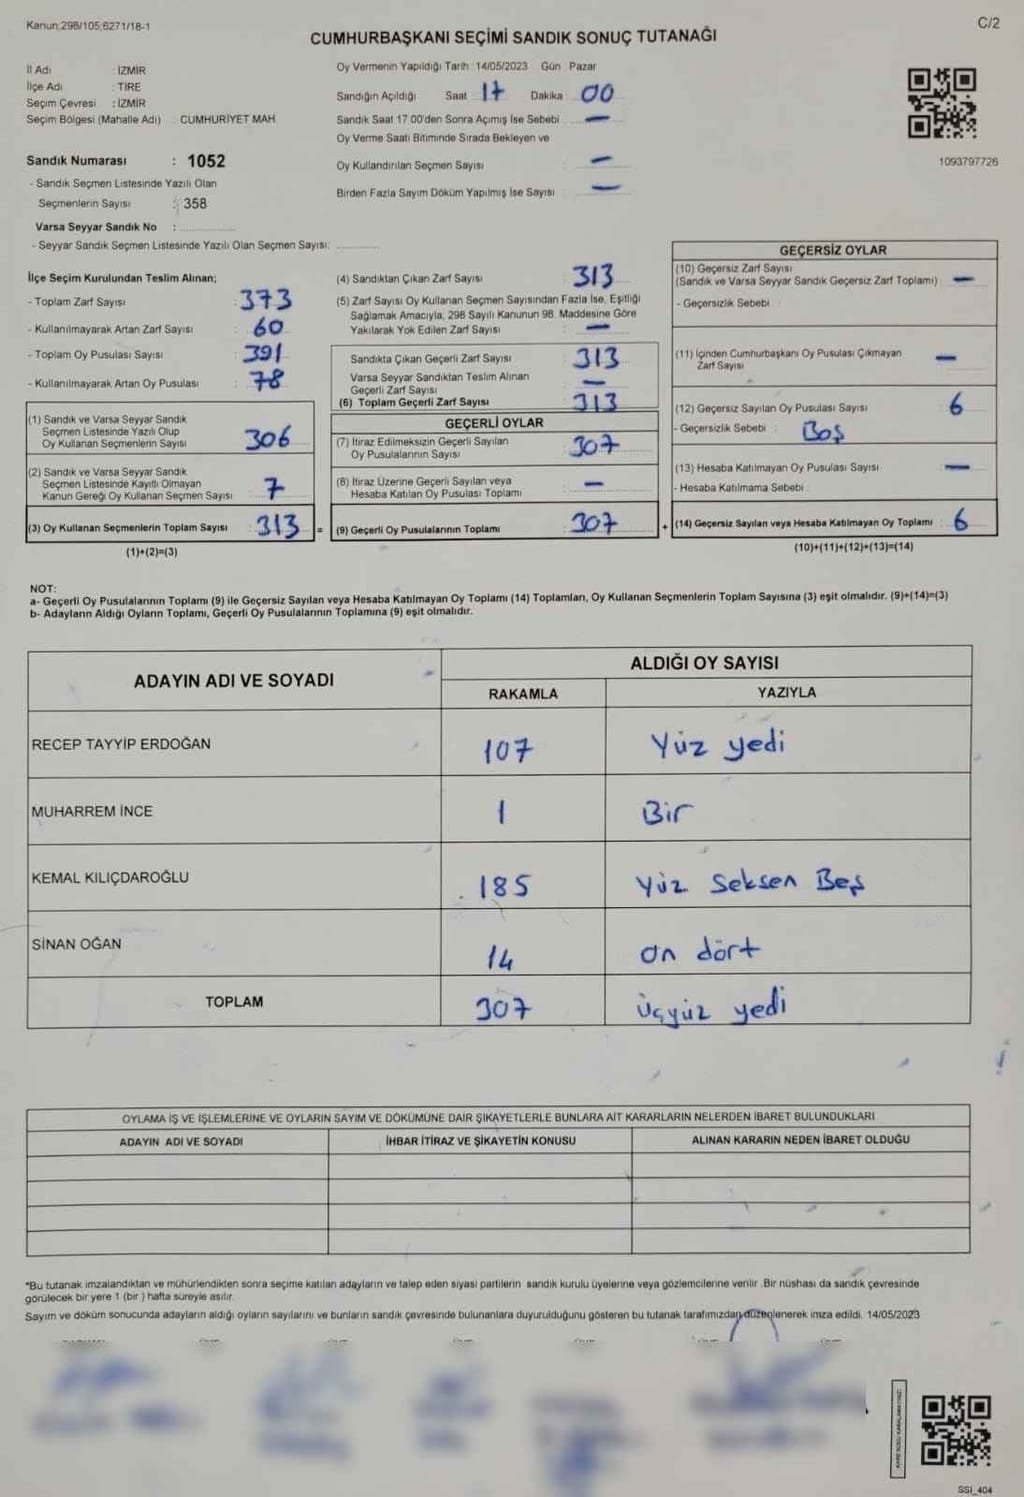 Kanun:298/105;6271/18-1
C/2
CUMHURBAŞKANI SEÇİMİ SANDIK SONUÇ TUTANAĞI
İl Adı : İZMİR
İlçe Adı : TİRE
Seçim Çevresi : İZMİR
Seçim Bölgesi (Mahalle Adı) CUMHURİYET MAH.
Sandık Numarası : 1052
- Sandık Seçmen Listesinde Yazılı Olan
Seçmenlerin Sayısı : 358
Varsa Seyyar Sandık No :
- Seyyar Sandık Seçmen Listesinde Yazılı Olan Seçmen Sayısı:
Oy Vermenin Yapıldığı Tarih : 14/05/2023 Gün Pazar
Sandığın Açıldığı Saat 17 Dakika 00
Sandık Saat 17 00'den Sonra Açımış İse Sebebi —
Oy Verme Saati Bitiminde Sırada Bekleyen ve
Oy Kullandırılan Seçmen Sayısı : —
Birden Fazla Sayım Döküm Yapılmış İse Sayısı : —
1093797726
İlçe Seçim Kurulundan Teslim Alınan;
- Toplam Zarf Sayısı : 373
- Kullanılmayarak Artan Zarf Sayısı : 60
- Toplam Oy Pusulası Sayısı : 391
- Kullanılmayarak Artan Oy Pusulası : 78
(1) Sandık ve Varsa Seyyar Sandık
Seçmen Listesinde Yazılı Olup
Oy Kullanan Seçmenlerin Sayısı : 306
(2) Sandık ve Varsa Seyyar Sandık
Seçmen Listesinde Kayıtlı Olmayan
Kanun Gereği Oy Kullanan Seçmen Sayısı : 7
(3) Oy Kullanan Seçmenlerin Toplam Sayısı : 313 =
(1)+(2)=(3)
(4) Sandıktan Çıkan Zarf Sayısı : 313
(5) Zarf Sayısı Oy Kullanan Seçmen Sayısından Fazla İse, Eşitliği
Sağlamak Amacıyla, 298 Sayılı Kanunun 98. Maddesine Göre
Yakılarak Yok Edilen Zarf Sayısı : —
Sandıkta Çıkan Geçerli Zarf Sayısı : 313
Varsa Seyyar Sandıktan Teslim Alınan
Geçerli Zarf Sayısı : —
(6) Toplam Geçerli Zarf Sayısı : 313
GEÇERLİ OYLAR
(7) İtiraz Edilmeksizin Geçerli Sayılan
Oy Pusulalarının Sayısı : 307
(8) İtiraz Üzerine Geçerli Sayılan veya
Hesaba Katılan Oy Pusulası Toplamı : —
(9) Geçerli Oy Pusulalarının Toplamı : 307 +
GEÇERSİZ OYLAR
(10) Geçersiz Zarf Sayısı
(Sandık ve Varsa Seyyar Sandık Geçersiz Zarf Toplamı) : —
- Geçersizlik Sebebi :
(11) İçinden Cumhurbaşkanı Oy Pusulası Çıkmayan
Zarf Sayısı : —
(12) Geçersiz Sayılan Oy Pusulası Sayısı : 6
- Geçersizlik Sebebi : Boş
(13) Hesaba Katılmayan Oy Pusulası Sayısı : —
- Hesaba Katılmama Sebebi :
(14) Geçersiz Sayılan veya Hesaba Katılmayan Oy Toplamı : 6
(10)+(11)+(12)+(13)=(14)
NOT:
a- Geçerli Oy Pusulalarının Toplamı (9) ile Geçersiz Sayılan veya Hesaba Katılmayan Oy Toplamı (14) Toplamları, Oy Kullanan Seçmenlerin Toplam Sayısına (3) eşit olmalıdır. (9)+(14)=(3)
b- Adayların Aldığı Oyların Toplamı, Geçerli Oy Pusulalarının Toplamına (9) eşit olmalıdır.
ADAYIN ADI VE SOYADI
ALDIĞI OY SAYISI
RAKAMLA YAZIYLA
RECEP TAYYİP ERDOĞAN 107 Yüz yedi
MUHARREM İNCE 1 Bir
KEMAL KILIÇDAROĞLU 185 Yüz Seksen Beş
SİNAN OĞAN 14 on dört
TOPLAM 307 Üçyüz yedi
OYLAMA İŞ VE İŞLEMLERİNE VE OYLARIN SAYIM VE DÖKÜMÜNE DAİR ŞİKAYETLERLE BUNLARA AİT KARARLARIN NELERDEN İBARET BULUNDUKLARI
ADAYIN ADI VE SOYADI İHBAR İTİRAZ VE ŞİKAYETİN KONUSU ALINAN KARARIN NEDEN İBARET OLDUĞU
*Bu tutanak imzalandıktan ve mühürlendikten sonra seçime katılan adayların ve talep eden siyasi partilerin sandık kurulu üyelerine veya gözlemcilerine verilir. Bir nüshası da sandık çevresinde
görülecek bir yere 1 (bir ) hafta süreyle asılır.
Sayım ve döküm sonucunda adayların aldığı oyların sayılarını ve bunların sandık çevresinde bulunanlara duyurulduğunu gösteren bu tutanak tarafımızdan düzenlenerek imza edildi. 14/05/2023
SSI_404